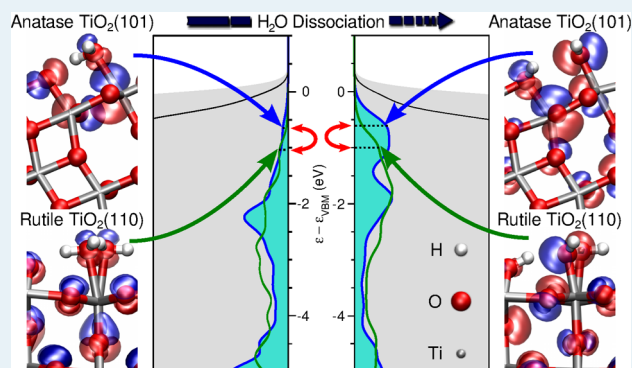 Anatase TiO2(101)
H2O Dissociation
Anatase TiO2(101)
0
0
-2
-2
-4
-4
ε − εVBM (eV)
Rutile TiO2(110)
Rutile TiO2(110)
H
O
Ti